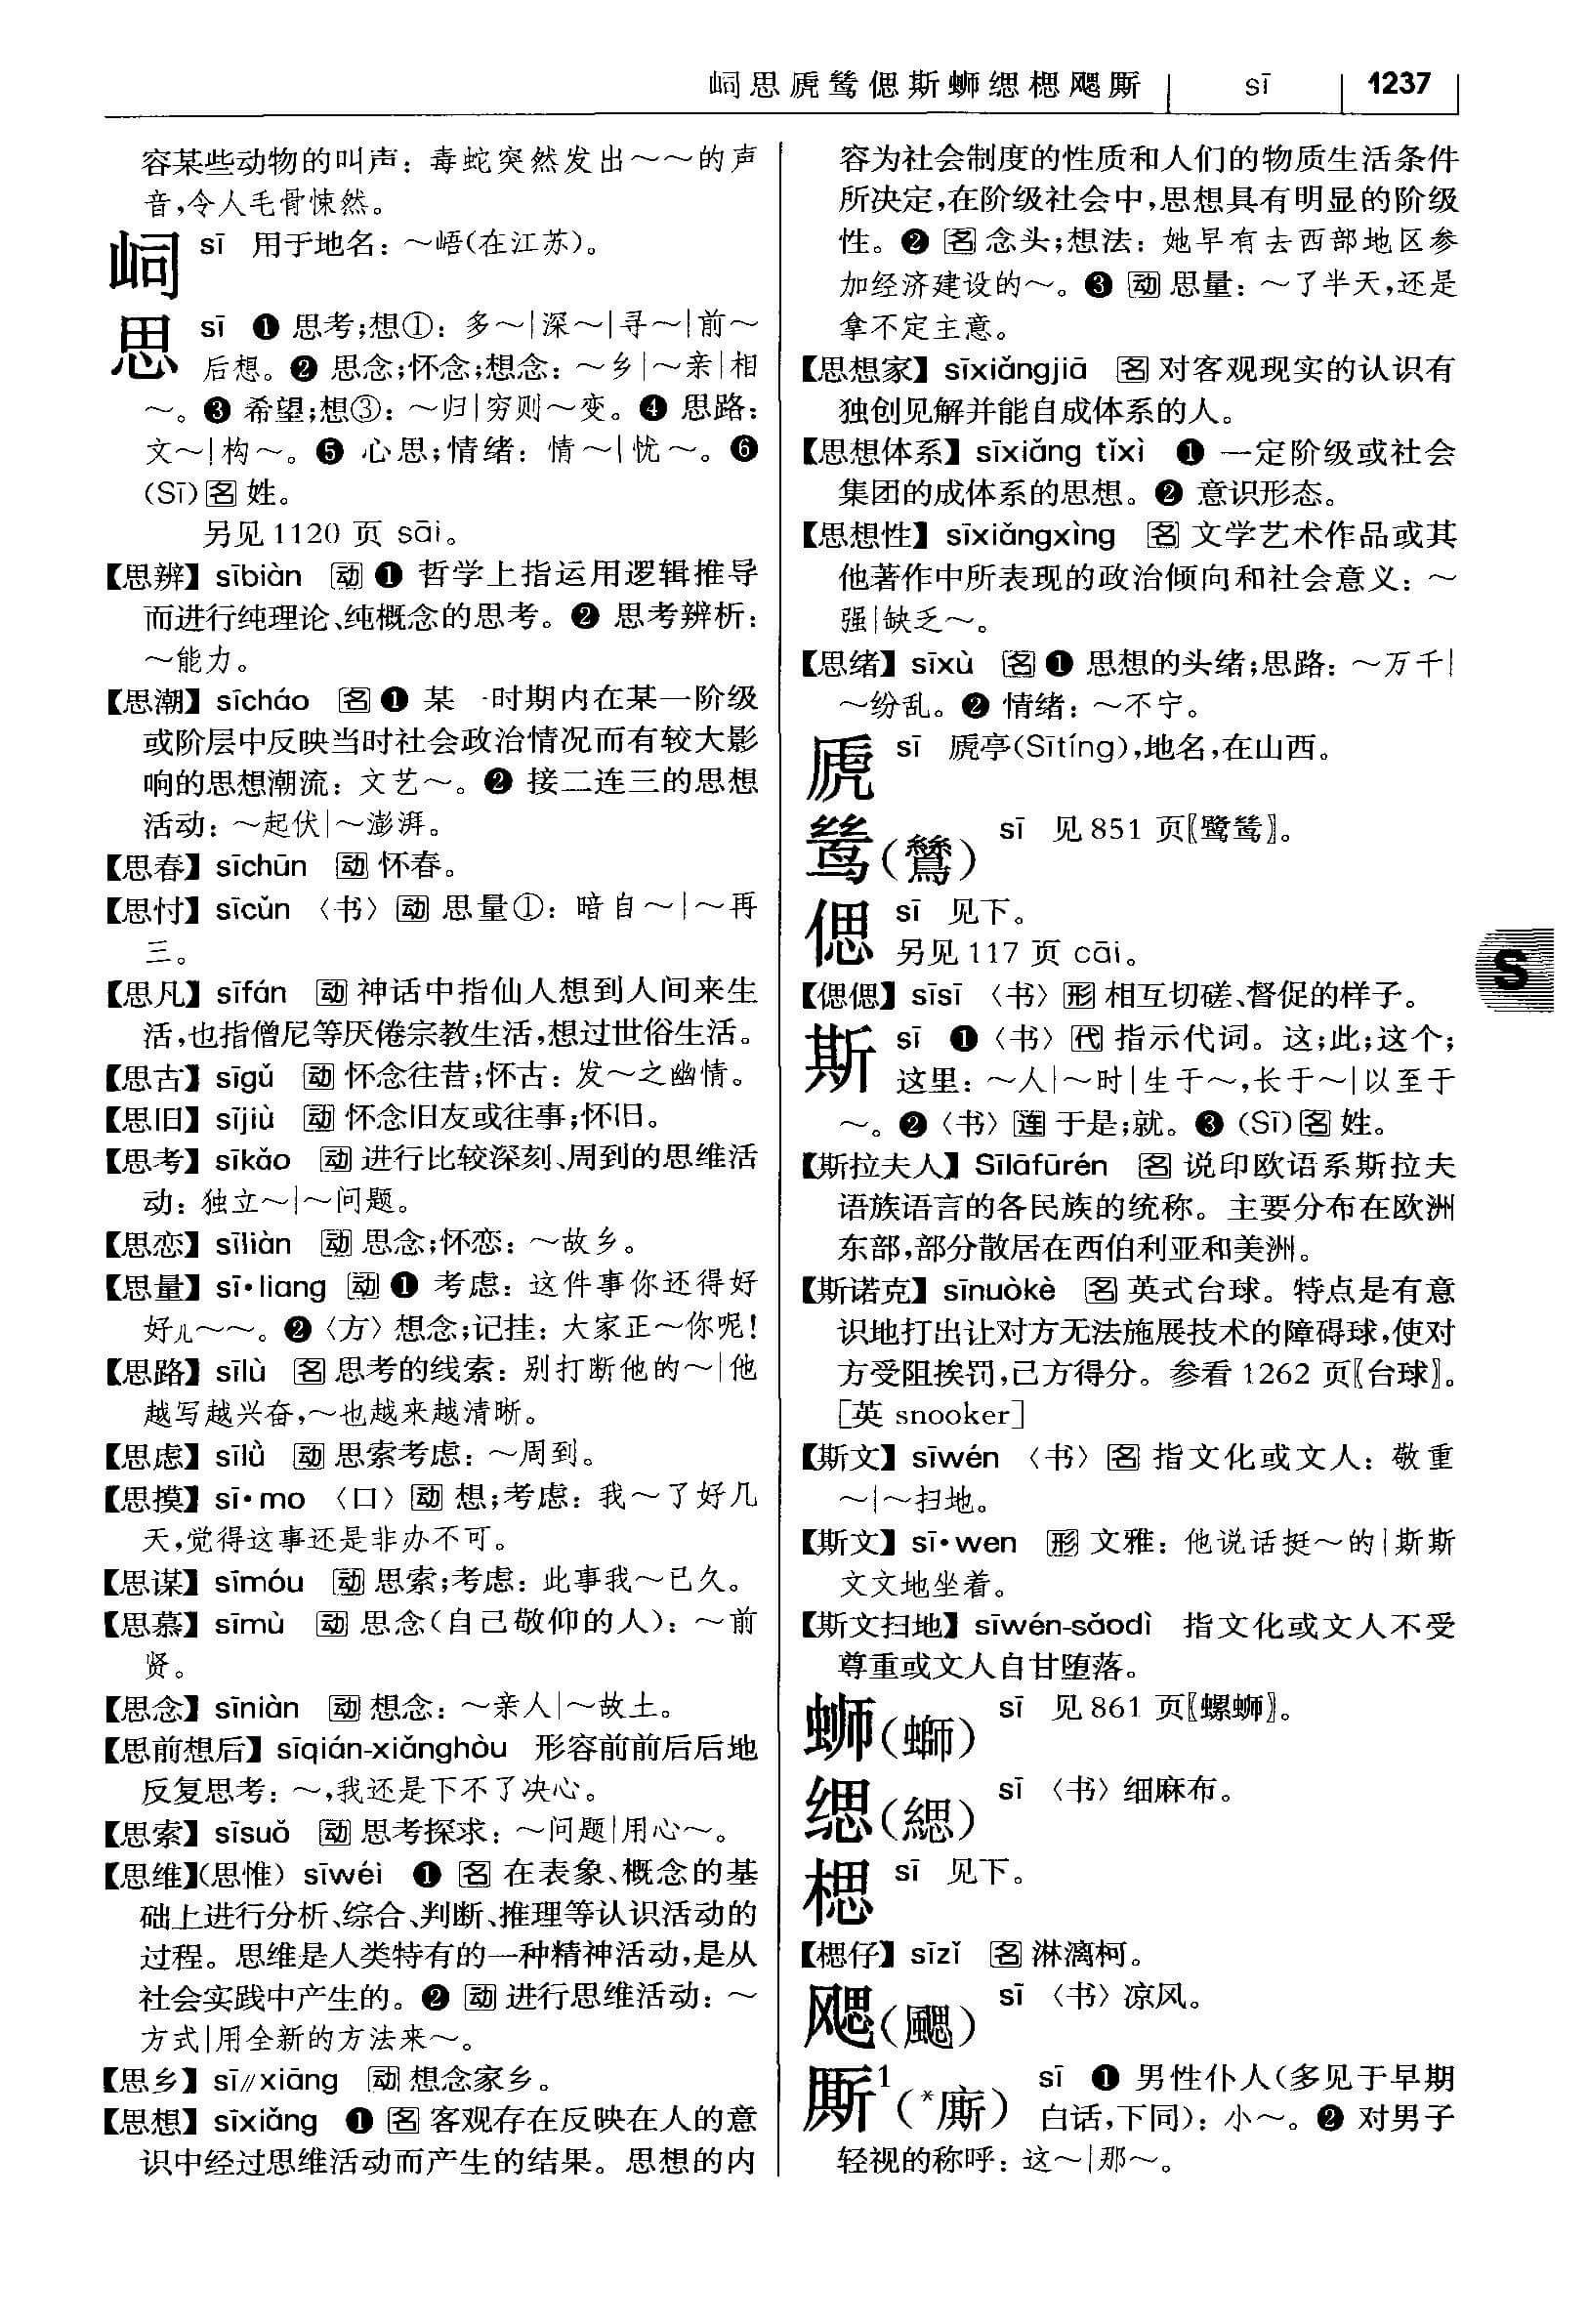 峒思虒鸶偲斯蛳缌楒飔厮 sī 1237
容某些动物的叫声：毒蛇突然发出～～的声
音，令人毛骨悚然。
sī 用于地名：～峿(在江苏)。
思 sī ❶ 思考;想①：多～|深～|寻～|前～
后想。❷ 思念;怀念;想念：～乡|～亲|相
～。❸ 希望;想③：～归|穷则～变。❹ 思路：
文～|构～。❺ 心思;情绪：情～|忧～。❻
(Sī)名 姓。
另见1120 页 sāi。
【思辨】sībiàn 动 ❶ 哲学上指运用逻辑推导
而进行纯理论、纯概念的思考。❷ 思考辨析：
～能力。
【思潮】sīcháo 名 ❶ 某一时期内在某一阶级
或阶层中反映当时社会政治情况而有较大影
响的思想潮流：文艺～。❷ 接二连三的思想
活动：～起伏|～澎湃。
【思春】sīchūn 动 怀春。
【思忖】sīcǔn 〈书〉动 思量①：暗自～|～再
三。
【思凡】sīfán 动 神话中指仙人想到人间来生
活，也指僧尼等厌倦宗教生活，想过世俗生活。
【思古】sīgǔ 动 怀念往昔;怀古：发～之幽情。
【思旧】sījiù 动 怀念旧友或往事;怀旧。
【思考】sīkǎo 动 进行比较深刻、周到的思维活
动：独立～|～问题。
【思恋】sīliàn 动 思念;怀恋：～故乡。
【思量】sī·liang 动 ❶ 考虑：这件事你还得好
好儿～～。❷〈方〉想念;记挂：大家正～你呢!
【思路】sīlù 名 思考的线索：别打断他的～|他
越写越兴奋，～也越来越清晰。
【思虑】sīlǜ 动 思索考虑：～周到。
【思摸】sī·mo 〈口〉动 想;考虑：我～了好几
天，觉得这事还是非办不可。
【思谋】sīmóu 动 思索;考虑：此事我～已久。
【思慕】sīmù 动 思念(自己敬仰的人)：～前
贤。
【思念】sīniàn 动 想念：～亲人|～故土。
【思前想后】sīqián-xiǎnghòu 形容前前后后地
反复思考：～，我还是下不了决心。
【思索】sīsuǒ 动 思考探求：～问题|用心～。
【思维】(思惟) sīwéi ❶ 名 在表象、概念的基
础上进行分析、综合、判断、推理等认识活动的
过程。思维是人类特有的一种精神活动，是从
社会实践中产生的。❷ 动 进行思维活动：～
方式|用全新的方法来～。
【思乡】sī//xiāng 动 想念家乡。
【思想】sīxiǎng ❶ 名 客观存在反映在人的意
识中经过思维活动而产生的结果。思想的内
容为社会制度的性质和人们的物质生活条件
所决定，在阶级社会中，思想具有明显的阶级
性。❷ 名 念头;想法：她早有去西部地区参
加经济建设的～。❸ 动 思量：～了半天，还是
拿不定主意。
【思想家】sīxiǎngjiā 名 对客观现实的认识有
独创见解并能自成体系的人。
【思想体系】sīxiǎng tǐxì ❶ 一定阶级或社会
集团的成体系的思想。❷ 意识形态。
【思想性】sīxiǎngxìng 名 文学艺术作品或其
他著作中所表现的政治倾向和社会意义：～
强|缺乏～。
【思绪】sīxù 名 ❶ 思想的头绪;思路：～万千|
～纷乱。❷ 情绪：～不宁。
虒 sī 虒亭(Sītíng)，地名，在山西。
鸶(鷥) sī 见851 页〖鹭鸶〗。
偲 sī 见下。
另见117 页 cāi。
【偲偲】sīsī 〈书〉形 相互切磋、督促的样子。
斯 sī ❶〈书〉代 指示代词。这;此;这个;
这里：～人|～时|生于～，长于～|以至于
～。❷〈书〉连 于是;就。❸ (Sī)名 姓。
【斯拉夫人】Sīlāfūrén 名 说印欧语系斯拉夫
语族语言的各民族的统称。主要分布在欧洲
东部，部分散居在西伯利亚和美洲。
【斯诺克】sīnuòkè 名 英式台球。特点是有意
识地打出让对方无法施展技术的障碍球，使对
方受阻挨罚，己方得分。参看1262 页〖台球〗。
[英 snooker]
【斯文】sīwén 〈书〉名 指文化或文人：敬重
～|～扫地。
【斯文】sī·wen 形 文雅：他说话挺～的|斯斯
文文地坐着。
【斯文扫地】sīwén-sǎodì 指文化或文人不受
尊重或文人自甘堕落。
蛳(螄) sī 见861 页〖螺蛳〗。
缌(緦) sī 〈书〉细麻布。
楒 sī 见下。
【楒仔】sīzǐ 名 淋漓柯。
飔(颸) sī 〈书〉凉风。
厮¹(*廝) sī ❶ 男性仆人(多见于早期
白话，下同)：小～。❷ 对男子
轻视的称呼：这～|那～。
S